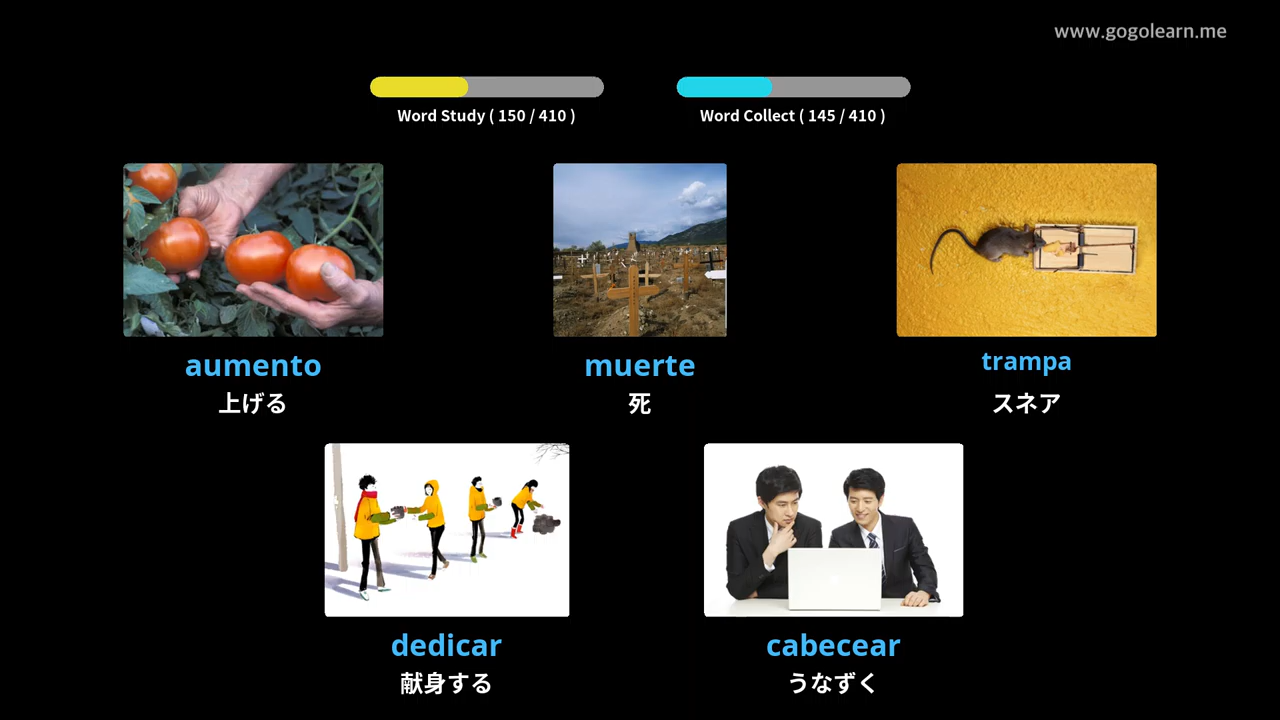 www.gogolearn.me
Word Study ( 150 / 410 )
Word Collect ( 145 / 410 )
aumento
上げる
muerte
死
trampa
スネア
dedicar
献身する
cabecear
うなずく